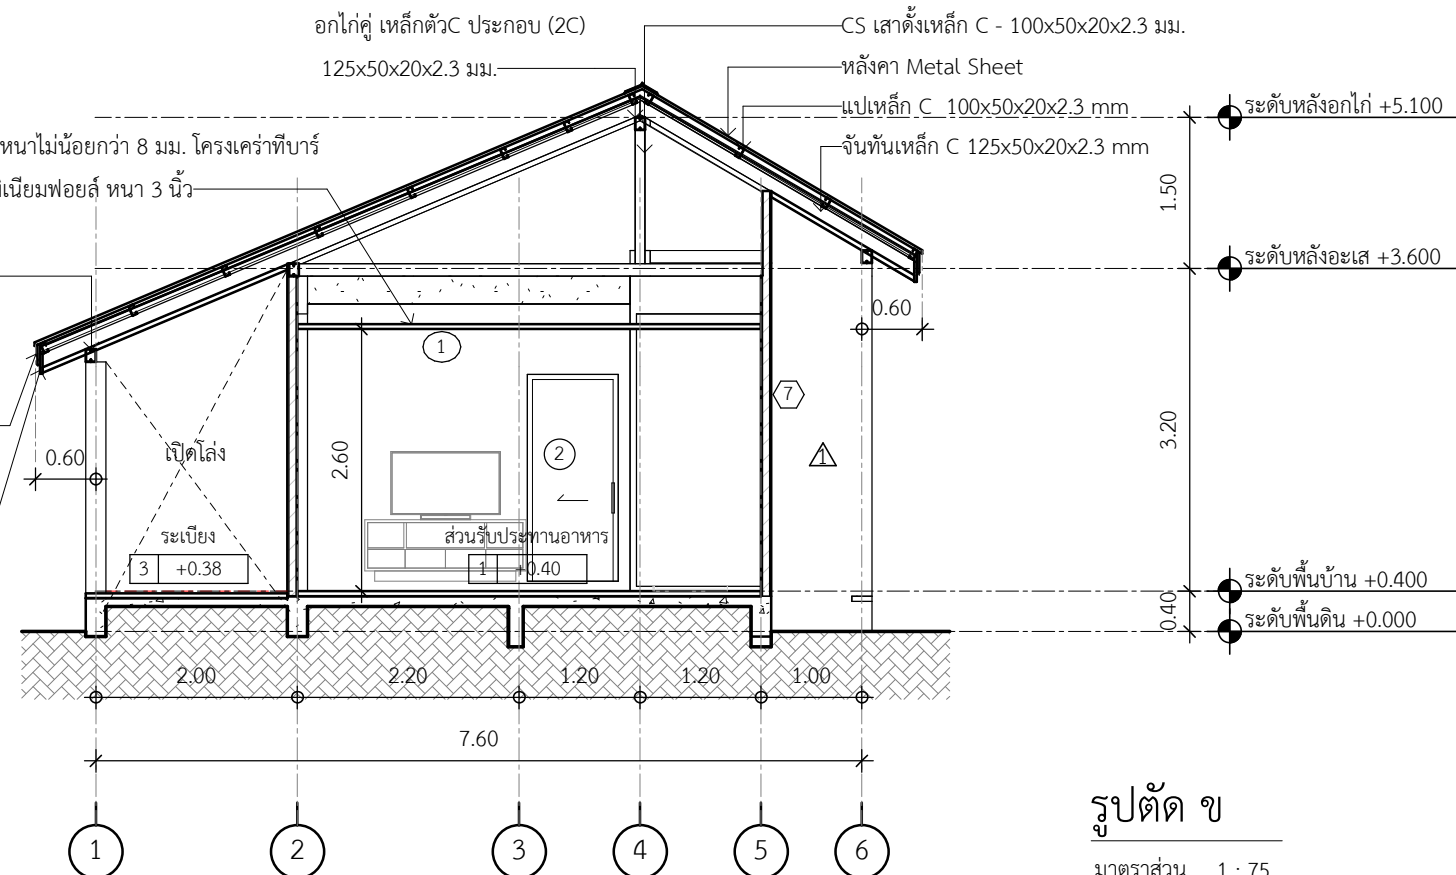 อกไก่คู่ เหล็กตัวC ประกอบ (2C)
125x50x20x2.3 มม.
CS เสาดั้งเหล็ก C - 100x50x20x2.3 มม.
หลังคา Metal Sheet
แปเหล็ก C 100x50x20x2.3 mm
จันทันเหล็ก C 125x50x20x2.3 mm
หนาไม่น้อยกว่า 8 มม. โครงเคร่าทีบาร์
ฟอยล์ หนา 3 นิ้ว
ระดับหลังอกไก่ +5.100
1.50
ระดับหลังอะเส +3.600
0.60
1
7
3.20
2.60
0.60
เปิดโล่ง
2
1
ระเบียง
3 +0.38
ส่วนรับประทานอาหาร
1 +0.40
ระดับพื้นบ้าน +0.400
0.40
ระดับพื้นดิน +0.000
2.00 2.20 1.20 1.20 1.00
7.60
1 2 3 4 5 6
รูปตัด ข
มาตราส่วน 1 : 75